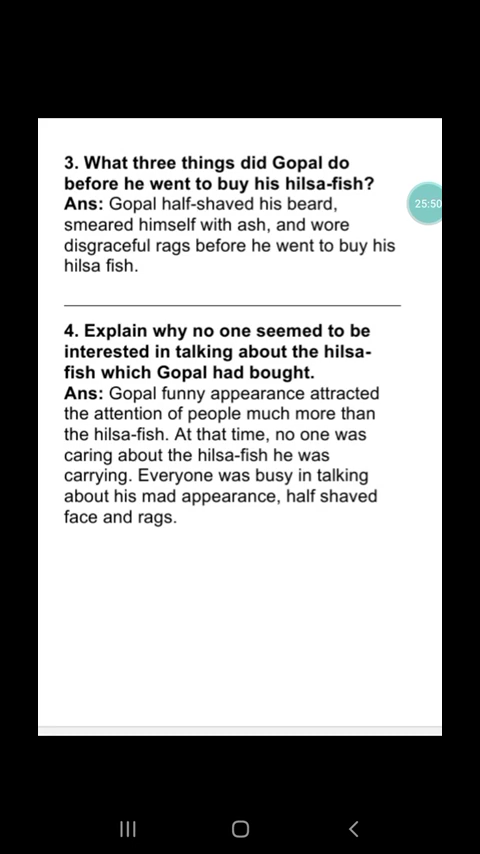 3. What three things did Gopal do
before he went to buy his hilsa-fish?
Ans: Gopal half-shaved his beard,
25:50
smeared himself with ash, and wore
disgraceful rags before he went to buy his
hilsa fish.
4. Explain why no one seemed to be
interested in talking about the hilsa-
fish which Gopal had bought.
Ans: Gopal funny appearance attracted
the attention of people much more than
the hilsa-fish. At that time, no one was
caring about the hilsa-fish he was
carrying. Everyone was busy in talking
about his mad appearance, half shaved
face and rags.